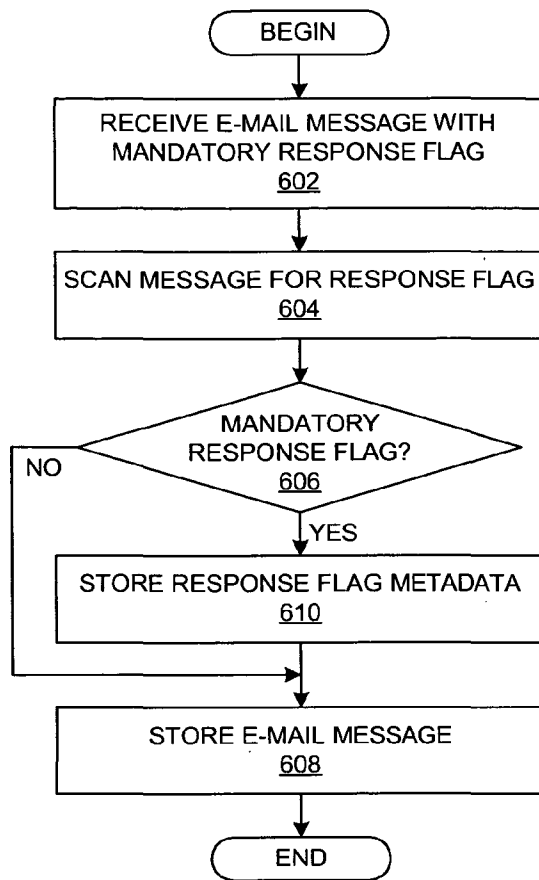 BEGIN
RECEIVE E-MAIL MESSAGE WITH
MANDATORY RESPONSE FLAG
602
SCAN MESSAGE FOR RESPONSE FLAG
604
MANDATORY
RESPONSE FLAG?
606
NO
YES
STORE RESPONSE FLAG METADATA
610
STORE E-MAIL MESSAGE
608
END